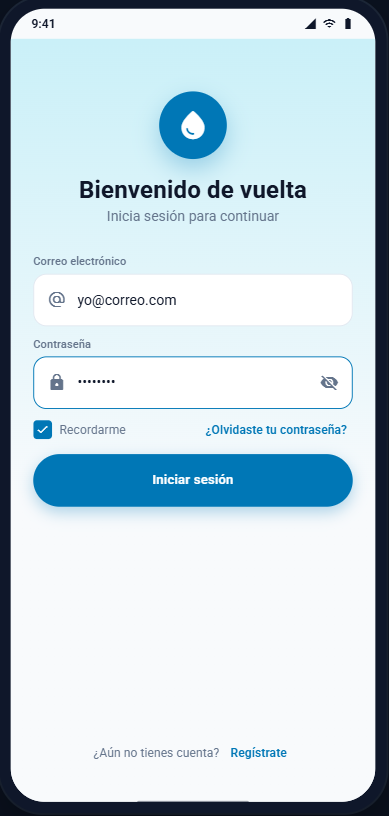 9:41
Bienvenido de vuelta
Inicia sesión para continuar
Correo electrónico
yo@correo.com
Contraseña
••••••••
Recordarme ¿Olvidaste tu contraseña?
Iniciar sesión
¿Aún no tienes cuenta? Regístrate